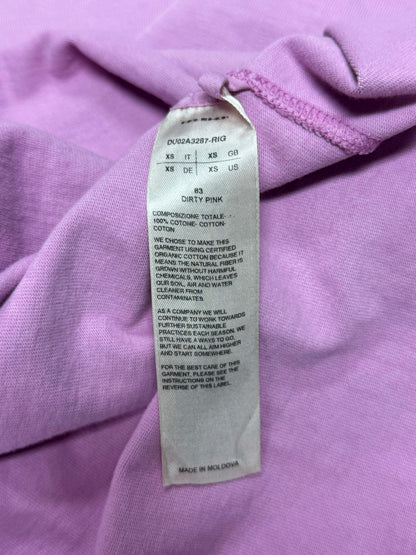 DU02A3287-RIG
XS IT XS GB
XS DE XS US
83
DIRTY PINK
COMPOSIZIONE TOTALE-
100% COTONE- COTTON-
COTTON
WE CHOSE TO MAKE THIS
GARMENT USING CERTIFIED
ORGANIC COTTON BECAUSE IT
MEANS THE NATURAL FIBER IS
GROWN WITHOUT HARMFUL
CHEMICALS, WHICH LEAVES
OUR SOIL, AIR AND WATER
CLEANER FROM
CONTAMINATES.
AS A COMPANY WE WILL
CONTINUE TO WORK TOWARDS
FURTHER SUSTAINABLE
PRACTICES EACH SEASON. WE
STILL HAVE A WAYS TO GO,
BUT WE CAN ALL AIM HIGHER
AND START SOMEWHERE.
FOR THE BEST CARE OF THIS
GARMENT, PLEASE SEE THE
INSTRUCTIONS ON THE
REVERSE OF THIS LABEL.
MADE IN MOLDOVA